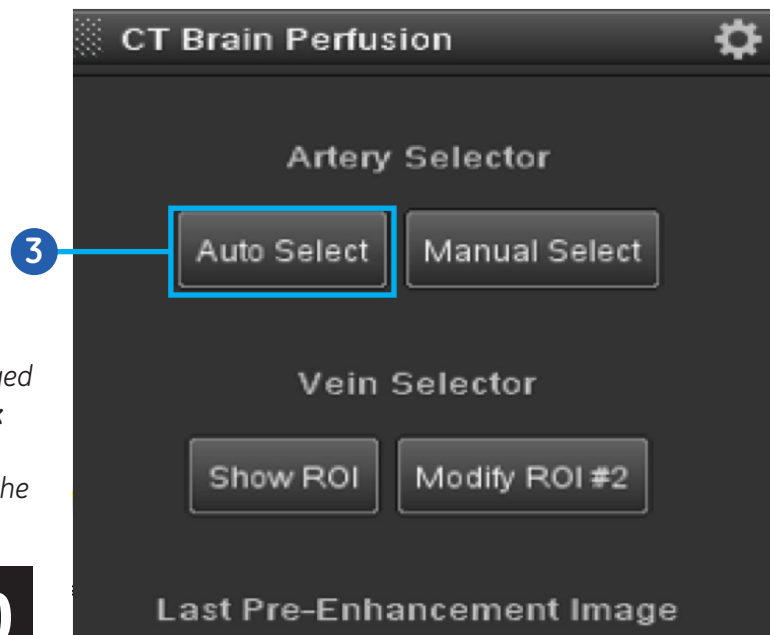 CT Brain Perfusion
Artery Selector
3
Auto Select
Manual Select
Vein Selector
Show ROI
Modify ROI #2
Last Pre-Enhancement Image